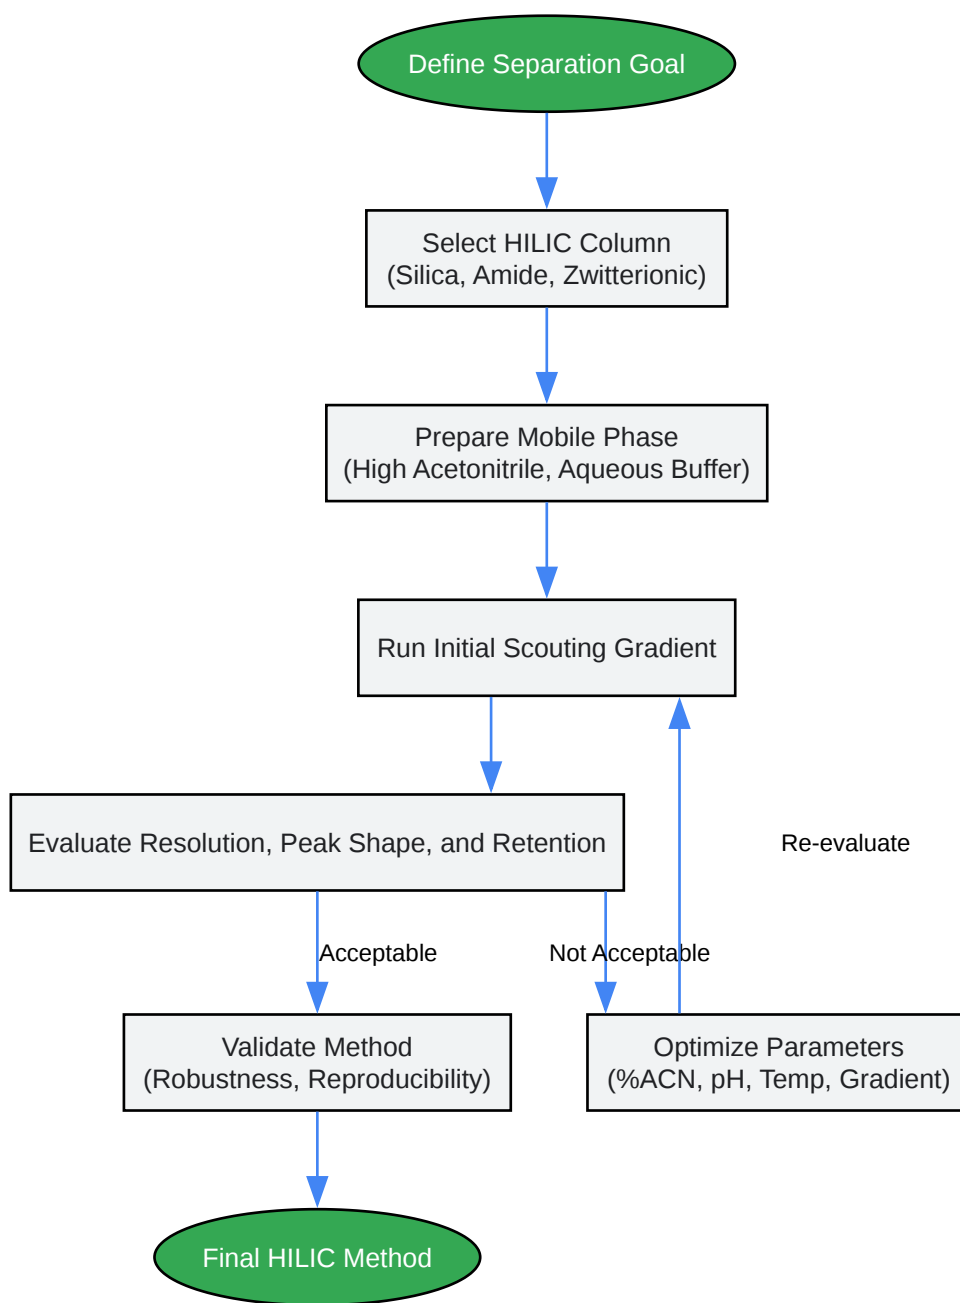 Define Separation Goal
Select HILIC Column
(Silica, Amide, Zwitterionic)
Prepare Mobile Phase
(High Acetonitrile, Aqueous Buffer)
Run Initial Scouting Gradient
Evaluate Resolution, Peak Shape, and Retention
Re-evaluate
Acceptable
Not Acceptable
Validate Method
(Robustness, Reproducibility)
Optimize Parameters
(%ACN, pH, Temp, Gradient)
Final HILIC Method